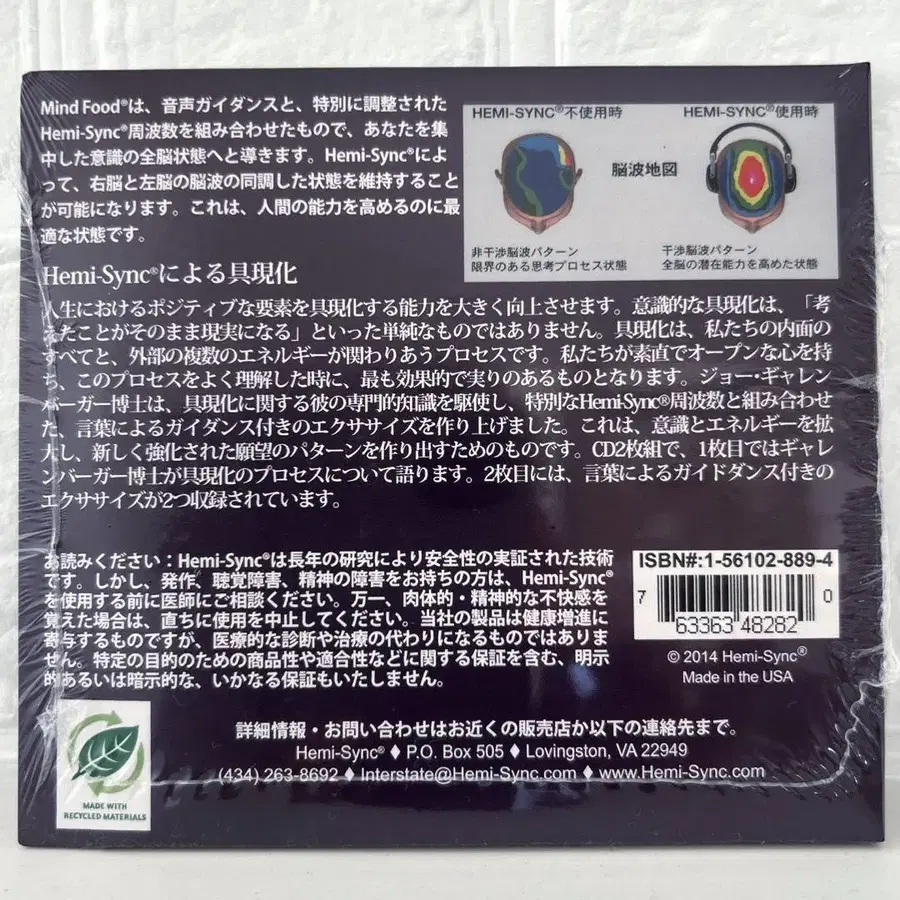 Mind Food®は、音声ガイダンスと、特別に調整された
Hemi-Sync®周波数を組み合わせたもので、あなたを集
中した意識の全脳状態へと導きます。Hemi-Sync®によ
って、右脳と左脳の脳波の同調した状態を維持すること
が可能になります。これは、人間の能力を高めるのに最
適な状態です。
HEMI-SYNC®不使用時
HEMI-SYNC®使用時
脳波地図
非干渉脳波パターン
限界のある思考プロセス状態
干渉脳波パターン
全脳の潜在能力を高めた状態
Hemi-Sync®による具現化
人生におけるポジティブな要素を具現化する能力を大きく向上させます。意識的な具現化は、「考
えたことがそのまま現実になる」といった単純なものではありません。具現化は、私たちの内面の
すべてと、外部の複数のエネルギーが関わりあうプロセスです。私たちが素直でオープンな心を持
ち、このプロセスをよく理解した時に、最も効果的で実りのあるものとなります。ジョー・ギャレン
バーガー博士は、具現化に関する彼の専門的知識を駆使し、特別なHemi-Sync®周波数と組み合わせ
た、言葉によるガイダンス付きのエクササイズを作り上げました。これは、意識とエネルギーを拡
大し、新しく強化された願望のパターンを作り出すためのものです。CD2枚組で、1枚目ではギャレ
ンバーガー博士が具現化のプロセスについて語ります。2枚目には、言葉によるガイドダンス付きの
エクササイズが2つ収録されています。
お読みください：Hemi-Sync®は長年の研究により安全性の実証された技術
です。しかし、発作、聴覚障害、精神の障害をお持ちの方は、Hemi-Sync®
を使用する前に医師にご相談ください。万一、肉体的・精神的な不快感を
覚えた場合は、直ちに使用を中止してください。当社の製品は健康増進に
寄与するものですが、医療的な診断や治療の代わりになるものではありま
せん。特定の目的のための商品性や適合性などに関する保証を含む、明示
的あるいは暗示的な、いかなる保証もいたしません。
ISBN#:1-56102-889-4
7 63363 48282 0
© 2014 Hemi-Sync®
Made in the USA
詳細情報・お問い合わせはお近くの販売店か以下の連絡先まで。
Hemi-Sync® ♦ P.O. Box 505 ♦ Lovingston, VA 22949
(434) 263-8692 ♦ Interstate@Hemi-Sync.com ♦ www.Hemi-Sync.com
MADE WITH
RECYCLED MATERIALS